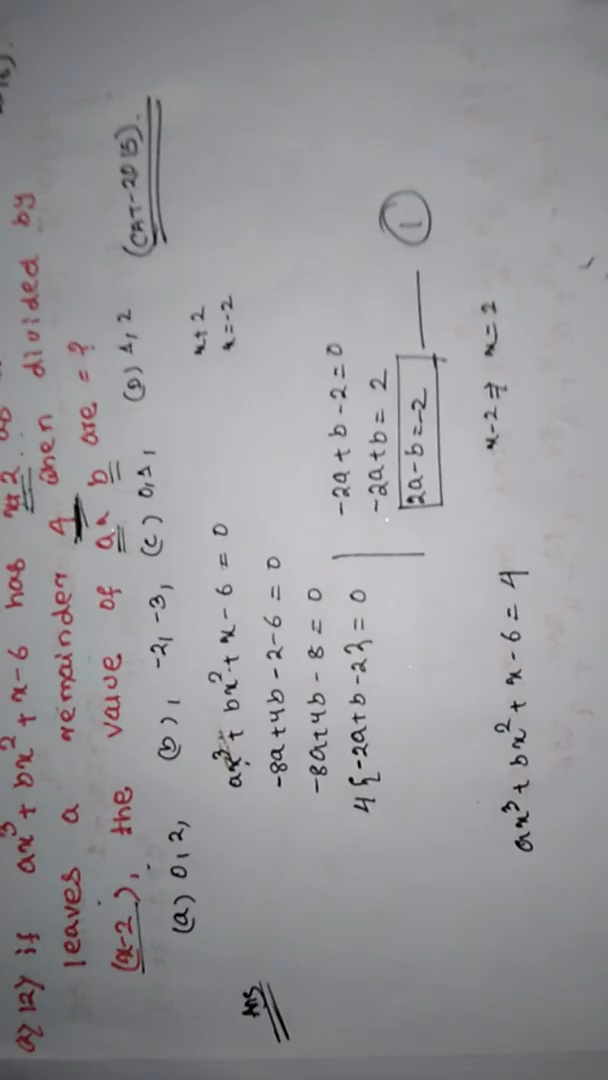 Q) 12) if ax³ + bx² + x - 6 has x+2
leaves a remainder 4 when divided by
(x-2), the value of a, b are = ?
(a) 0, 2, (b), -2, -3, (c) 0, 1, (D) 1, 2 (CAT-2015).
Ans
x+2
x=-2
ax³ + bx² + x - 6 = 0
-8a + 4b - 2 - 6 = 0
-8a + 4b - 8 = 0
4{-2a + b - 2} = 0
-2a + b - 2 = 0
-2a + b = 2
2a - b = -2 — 1
ax³ + bx² + x - 6 = 4
x-2 ⇒ x = 2